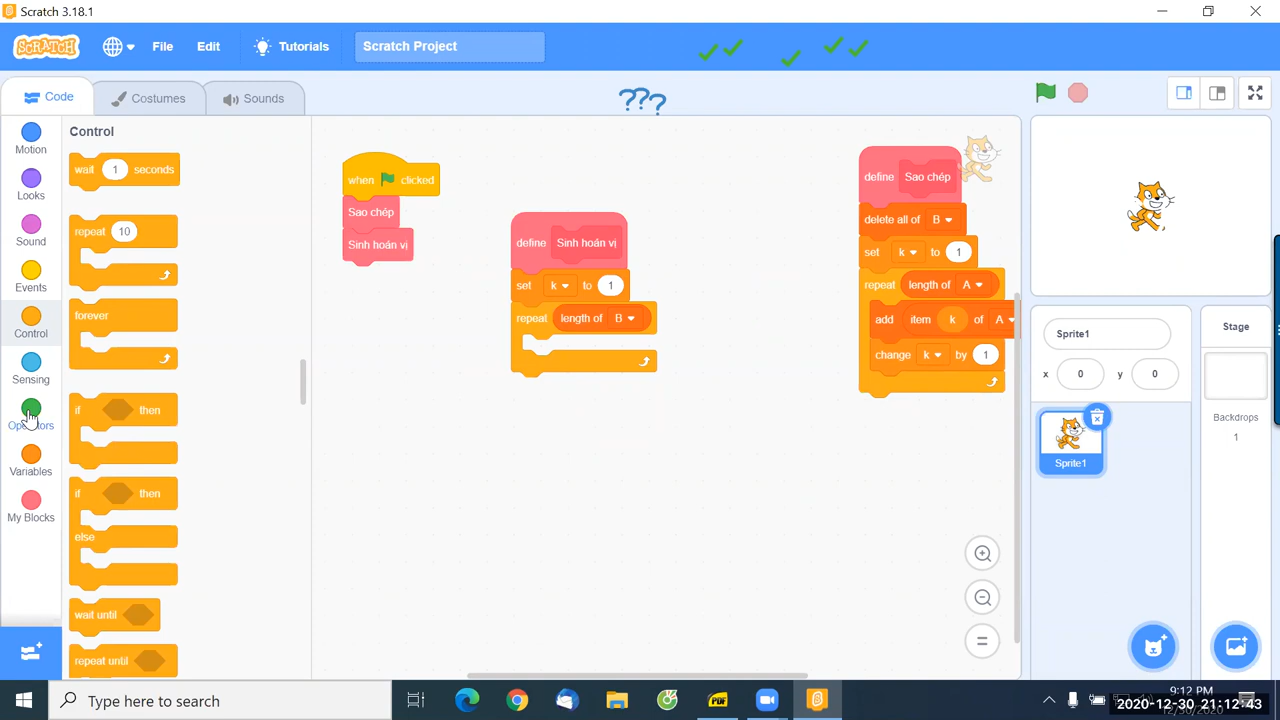 Scratch 3.18.1
SCRATCH
File
Edit
Tutorials
Scratch Project
Code
Costumes
Sounds
???
Motion
Looks
Sound
Events
Control
Sensing
Operators
Variables
My Blocks
Control
wait 1 seconds
repeat 10
forever
if then
if then
else
wait until
repeat until
when clicked
Sao chép
Sinh hoán vị
define Sinh hoán vị
set k to 1
repeat length of B
define Sao chép
delete all of B
set k to 1
repeat length of A
add item k of A
change k by 1
Sprite1
x 0 y 0
Sprite1
Stage
Backdrops
1
Type here to search
PDF
9:12 PM
2020-12-30 21:12:43